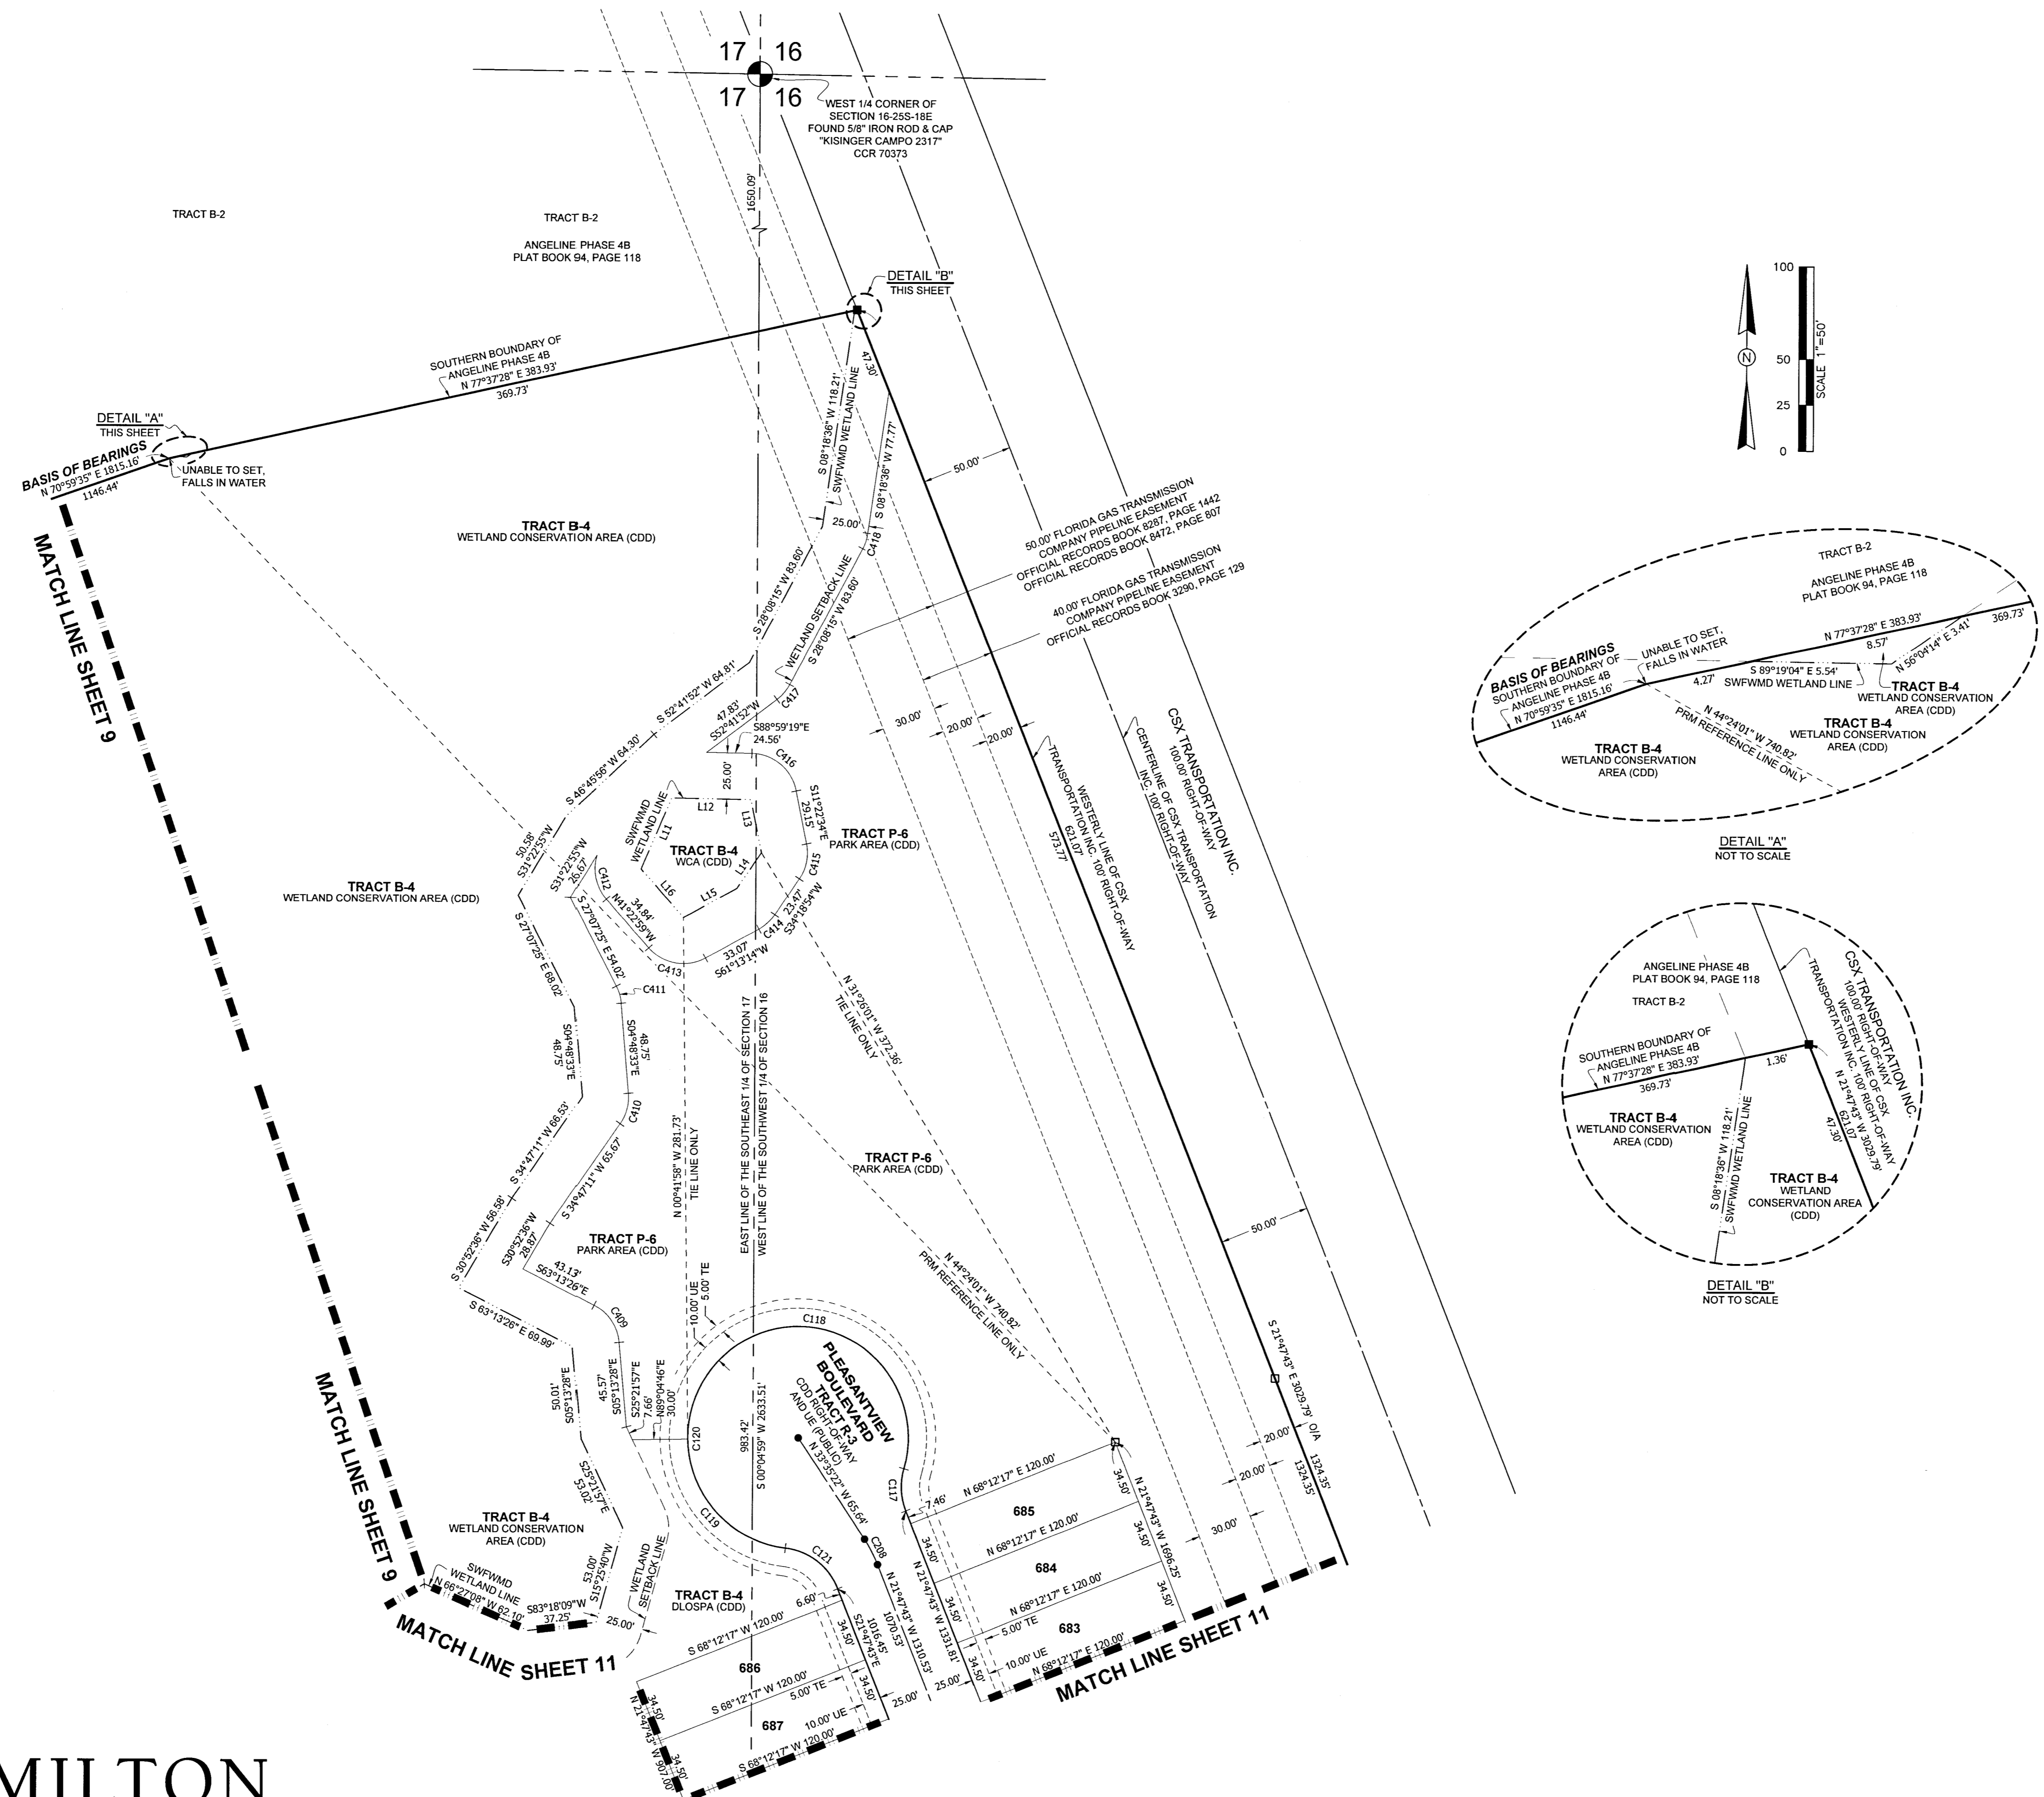 17 16
17 16
WEST 1/4 CORNER OF
SECTION 16-25S-18E
FOUND 5/8" IRON ROD & CAP
"KISINGER CAMPO 2317"
CCR 70373
1650.09'
TRACT B-2
TRACT B-2
ANGELINE PHASE 4B
PLAT BOOK 94, PAGE 118
DETAIL "B"
THIS SHEET
SOUTHERN BOUNDARY OF
ANGELINE PHASE 4B
N 77°37'28" E 383.93'
369.73'
DETAIL "A"
THIS SHEET
BASIS OF BEARINGS
N 70°59'35" E 1815.16'
1146.44'
UNABLE TO SET,
FALLS IN WATER
MATCH LINE SHEET 9
TRACT B-4
WETLAND CONSERVATION AREA (CDD)
47.30'
S 08°18'36" W 118.21'
SWFWMD WETLAND LINE
S 08°18'36" W 77.77'
25.00'
C418
S 28°08'15" W 83.60'
WETLAND SETBACK LINE
S 28°08'15" W 83.60'
50.00'
50.00' FLORIDA GAS TRANSMISSION
COMPANY PIPELINE EASEMENT
OFFICIAL RECORDS BOOK 8287, PAGE 1442
OFFICIAL RECORDS BOOK 8472, PAGE 807
40.00' FLORIDA GAS TRANSMISSION
COMPANY PIPELINE EASEMENT
OFFICIAL RECORDS BOOK 3290, PAGE 129
S 52°41'52" W 64.81'
C417
47.83'
S52°41'52"W
S88°59'19"E
24.56'
C416
25.00'
S 46°45'56" W 64.30'
30.00'
20.00'
20.00'
SWFWMD
WETLAND LINE
L11
L12
L13
L14
L15
L16
TRACT B-4
WCA (CDD)
S11°22'34"E
29.15'
TRACT P-6
PARK AREA (CDD)
C415
23.47'
S34°18'54"W
C414
33.07'
S61°13'14"W
C413
50.58'
S31°22'55"W
S31°22'55"W
26.67'
C412
34.84'
N41°22'59"W
TRACT B-4
WETLAND CONSERVATION AREA (CDD)
S 27°07'25" E 68.02'
S 27°07'25" E 54.02'
C411
S04°48'33"E
48.75'
48.75'
S04°48'33"E
C410
WESTERLY LINE OF CSX
TRANSPORTATION INC. 100' RIGHT-OF-WAY
621.07'
573.77'
CENTERLINE OF CSX TRANSPORTATION
INC. 100' RIGHT-OF-WAY
CSX TRANSPORTATION INC.
100.00' RIGHT-OF-WAY
N 31°26'01" W 372.36'
TIE LINE ONLY
EAST LINE OF THE SOUTHEAST 1/4 OF SECTION 17
WEST LINE OF THE SOUTHWEST 1/4 OF SECTION 16
N 00°41'58" W 281.73'
TIE LINE ONLY
S 34°47'11" W 66.53'
S 34°47'11" W 65.67'
S 30°52'36" W 56.58'
S30°52'36"W
28.87'
TRACT P-6
PARK AREA (CDD)
TRACT P-6
PARK AREA (CDD)
43.13'
S63°13'26"E
C409
S 63°13'26" E 69.99'
N 44°24'01" W 740.82'
PRM REFERENCE LINE ONLY
50.00'
10.00' UE
5.00' TE
C118
PLEASANTVIEW
BOULEVARD
TRACT R-3
CDD RIGHT-OF-WAY
AND UE (PUBLIC)
N 33°35'22" W 65.64'
C120
983.42'
S 00°04'59" W 2633.51'
45.57'
S05°13'28"E
S25°21'57"E
7.66'
N89°04'46"E
30.00'
50.01'
S05°13'28"E
MATCH LINE SHEET 9
S 21°47'43" E 3029.79' O/A
1324.35'
1324.35'
20.00'
20.00'
30.00'
C117
7.46'
N 68°12'17" E 120.00'
34.50'
N 21°47'43" W 1696.25'
685
C119
C121
C208
S25°21'57"E
53.02'
TRACT B-4
WETLAND CONSERVATION
AREA (CDD)
53.00'
S15°25'40"W
WETLAND
SETBACK LINE
SWFWMD
WETLAND LINE
N 66°27'08" W 62.10'
S83°18'09"W
37.25'
25.00'
MATCH LINE SHEET 11
TRACT B-4
DLOSPA (CDD)
6.60'
S 68°12'17" W 120.00'
34.50'
1016.45'
S21°47'43"E
N 21°47'43" W 1310.53'
1070.53'
34.50'
N 21°47'43" W 1331.81'
N 68°12'17" E 120.00'
34.50'
684
34.50'
N 68°12'17" E 120.00'
5.00' TE
34.50'
683
34.50'
10.00' UE
N 68°12'17" E 120.00'
MATCH LINE SHEET 11
686
S 68°12'17" W 120.00'
5.00' TE
34.50'
25.00'
25.00'
34.50'
N 21°47'43" W 907.00'
34.50'
687
10.00' UE
S 68°12'17" W 120.00'
MILTON
100
50
25
0
SCALE 1"=50'
N
TRACT B-2
ANGELINE PHASE 4B
PLAT BOOK 94, PAGE 118
N 77°37'28" E 383.93'
369.73'
8.57'
N 56°04'14" E 3.41'
UNABLE TO SET,
FALLS IN WATER
BASIS OF BEARINGS
SOUTHERN BOUNDARY OF
ANGELINE PHASE 4B
N 70°59'35" E 1815.16'
1146.44'
4.27'
S 89°19'04" E 5.54'
SWFWMD WETLAND LINE
TRACT B-4
WETLAND CONSERVATION
AREA (CDD)
N 44°24'01" W 740.82'
PRM REFERENCE LINE ONLY
TRACT B-4
WETLAND CONSERVATION
AREA (CDD)
TRACT B-4
WETLAND CONSERVATION
AREA (CDD)
DETAIL "A"
NOT TO SCALE
ANGELINE PHASE 4B
PLAT BOOK 94, PAGE 118
TRACT B-2
CSX TRANSPORTATION INC.
100.00' RIGHT-OF-WAY
WESTERLY LINE OF CSX
TRANSPORTATION INC. 100' RIGHT-OF-WAY
N 21°47'43" W 3029.79'
621.07
47.30'
SOUTHERN BOUNDARY OF
ANGELINE PHASE 4B
N 77°37'28" E 383.93'
369.73'
1.36'
TRACT B-4
WETLAND CONSERVATION
AREA (CDD)
S 08°18'36" W 118.21'
SWFWMD WETLAND LINE
TRACT B-4
WETLAND
CONSERVATION AREA
(CDD)
DETAIL "B"
NOT TO SCALE